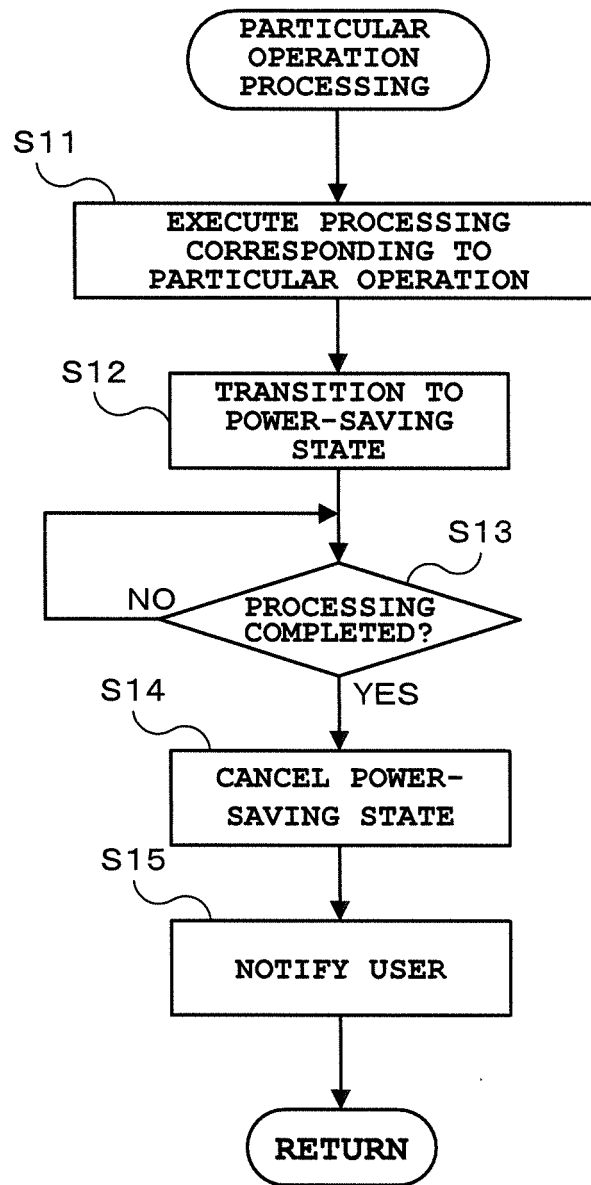 PARTICULAR
OPERATION
PROCESSING
S11
EXECUTE PROCESSING
CORRESPONDING TO
PARTICULAR OPERATION
S12
TRANSITION TO
POWER-SAVING
STATE
S13
NO
PROCESSING
COMPLETED?
YES
S14
CANCEL POWER-
SAVING STATE
S15
NOTIFY USER
RETURN